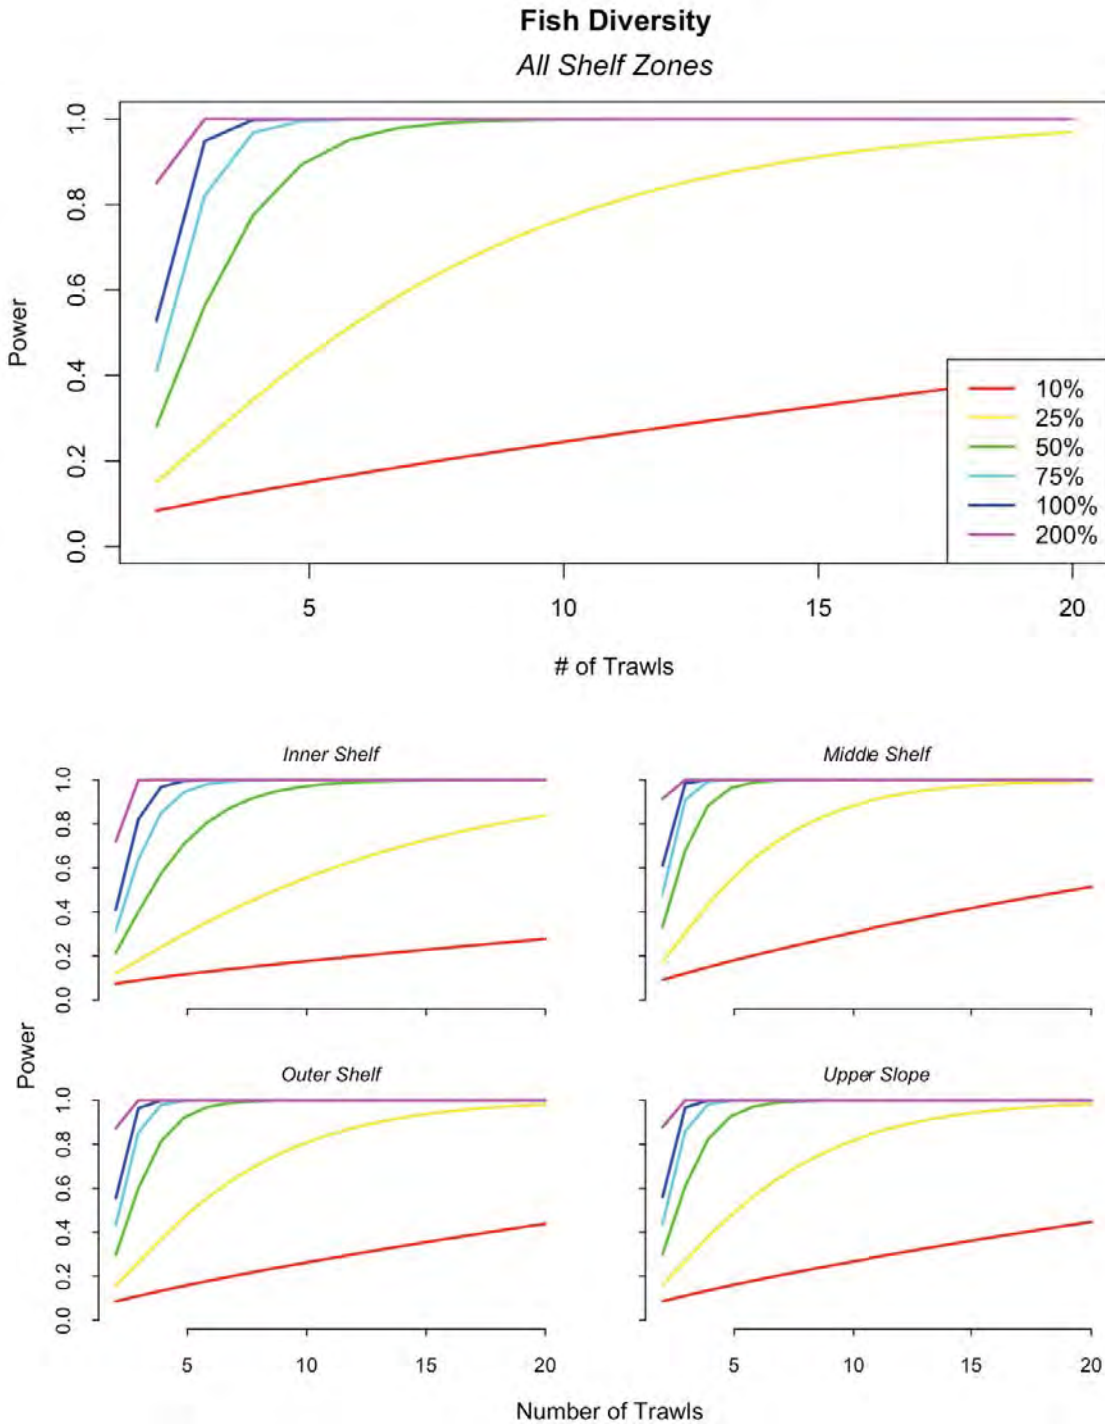 Fish Diversity
All Shelf Zones
Power
0.0 0.2 0.4 0.6 0.8 1.0
10%
25%
50%
75%
100%
200%
5 10 15 20
# of Trawls
Inner Shelf
0.0 0.2 0.4 0.6 0.8 1.0
Middle Shelf
0.0 0.2 0.4 0.6 0.8 1.0
Power
Outer Shelf
0.0 0.2 0.4 0.6 0.8 1.0
5 10 15 20
Upper Slope
0.0 0.2 0.4 0.6 0.8 1.0
5 10 15 20
Number of Trawls